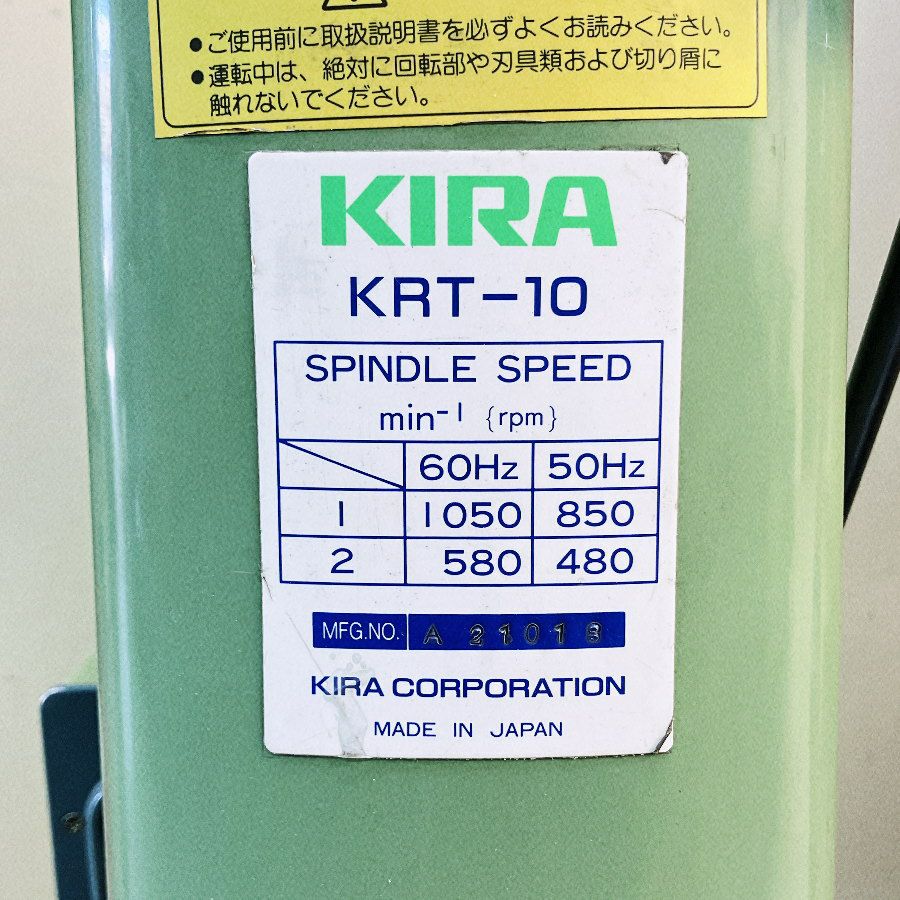 ●ご使用前に取扱説明書を必ずよくお読みください。
●運転中は、絶対に回転部や刃具類および切り屑に
触れないでください。
KIRA
KRT-10
SPINDLE SPEED
min⁻¹ {rpm}
60Hz 50Hz
1 1050 850
2 580 480
MFG.NO. A
KIRA CORPORATION
MADE IN JAPAN